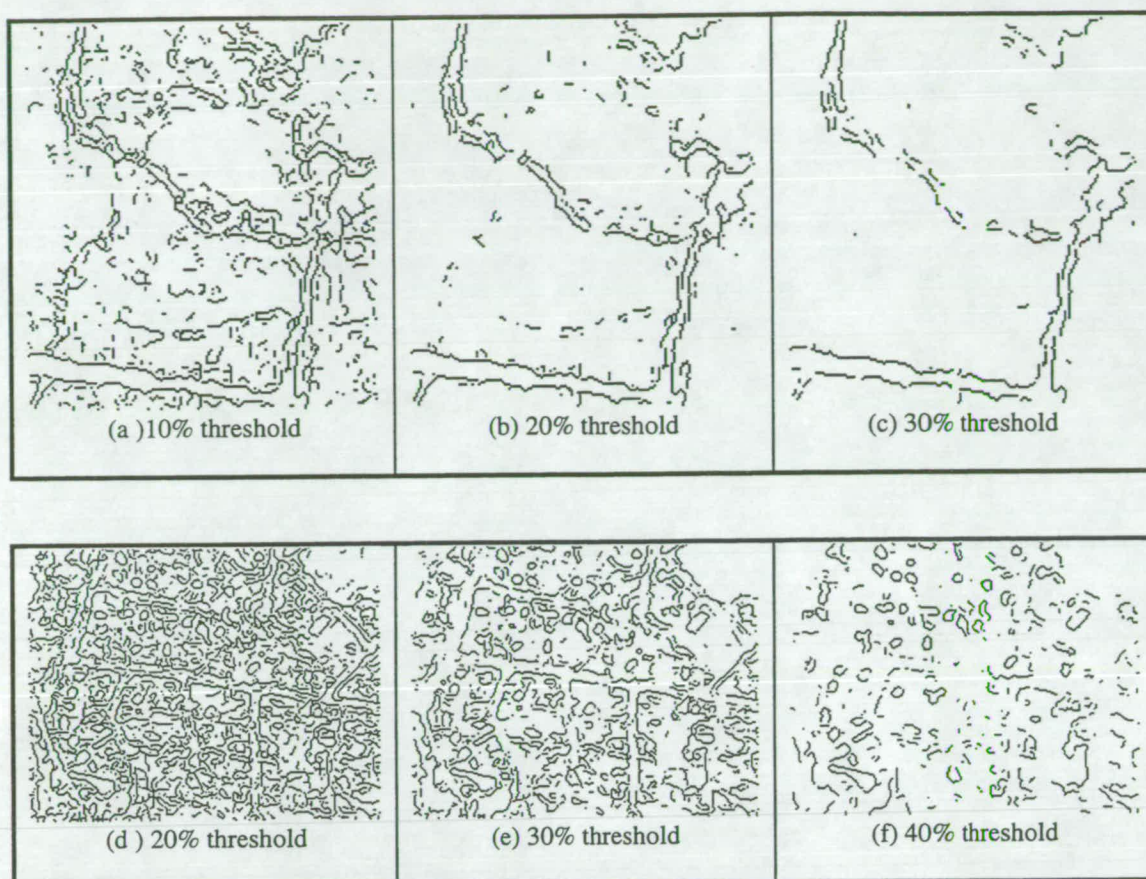 (a )10% threshold
(b) 20% threshold
(c) 30% threshold
(d ) 20% threshold
(e) 30% threshold
(f) 40% threshold